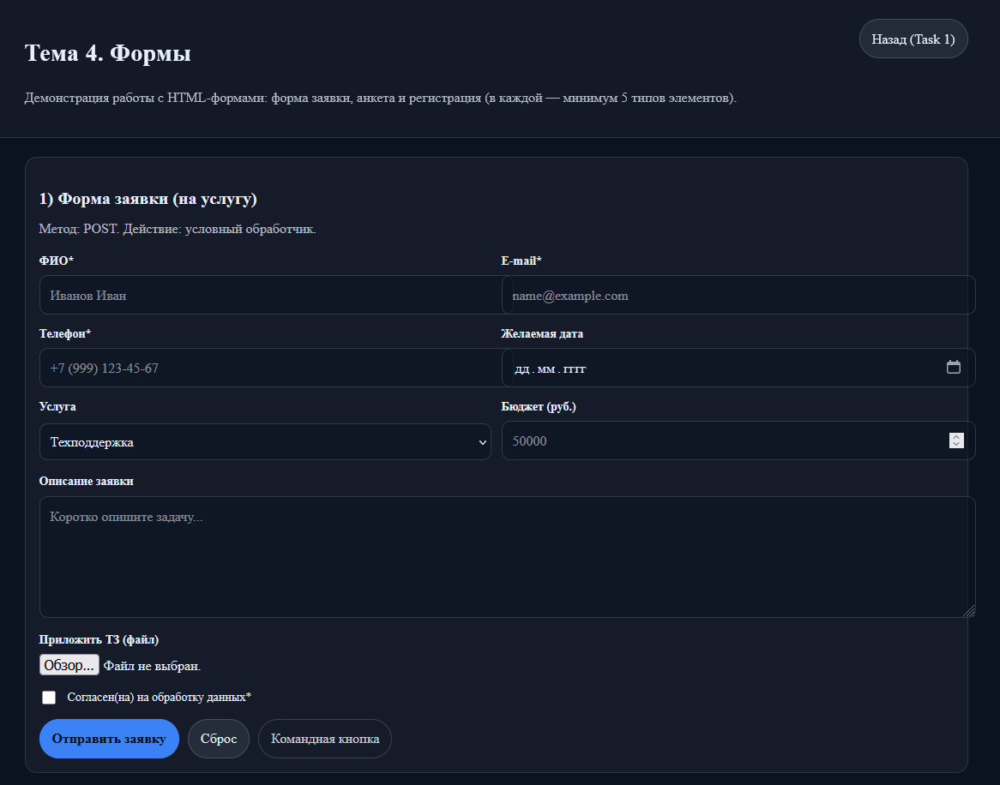 Тема 4. Формы
Назад (Task 1)
Демонстрация работы с HTML-формами: форма заявки, анкета и регистрация (в каждой — минимум 5 типов элементов).
1) Форма заявки (на услугу)
Метод: POST. Действие: условный обработчик.
ФИО*
E-mail*
Иванов Иван
name@example.com
Телефон*
Желаемая дата
+7 (999) 123-45-67
дд . мм . гггг
Услуга
Бюджет (руб.)
Техподдержка
50000
Описание заявки
Коротко опишите задачу...
Приложить ТЗ (файл)
Обзор... Файл не выбран.
Согласен(на) на обработку данных*
Отправить заявку
Сброс
Командная кнопка